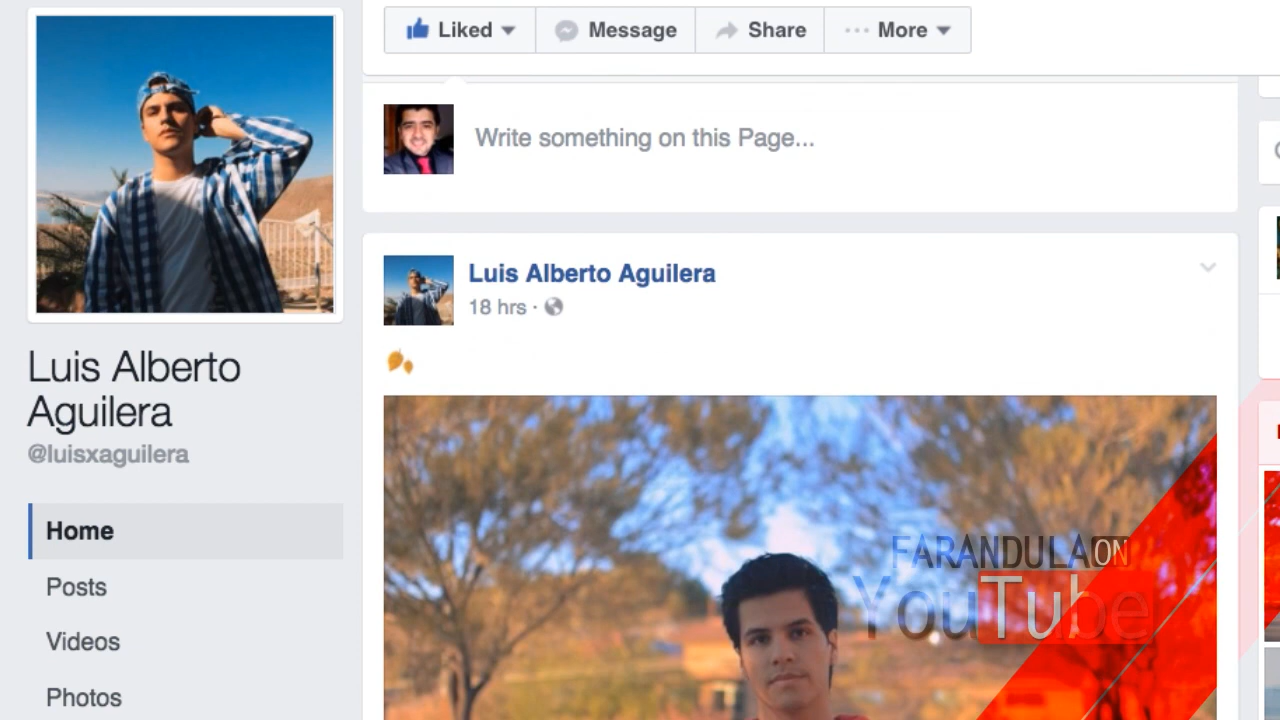 Liked
Message
Share
More
Write something on this Page...
Luis Alberto Aguilera
18 hrs ·
Luis Alberto
Aguilera
@luisxaguilera
Home
Posts
Videos
Photos
FARANDULA ON
YouTube